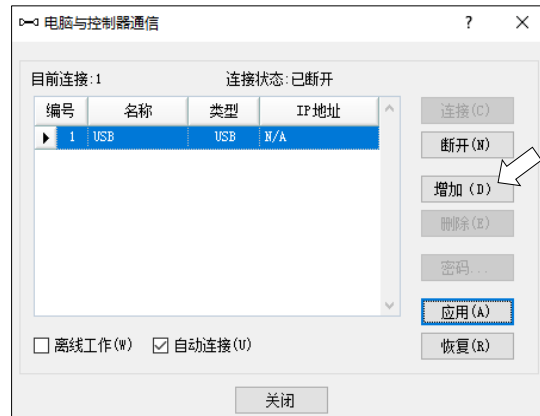 电脑与控制器通信 ?
目前连接:1 连接状态:已断开
编号 名称 类型 IP地址
1 USB USB N/A
连接(C)
断开(N)
增加 (D)
删除(E)
密码...
应用(A)
恢复(R)
离线工作(W) 自动连接(U)
关闭